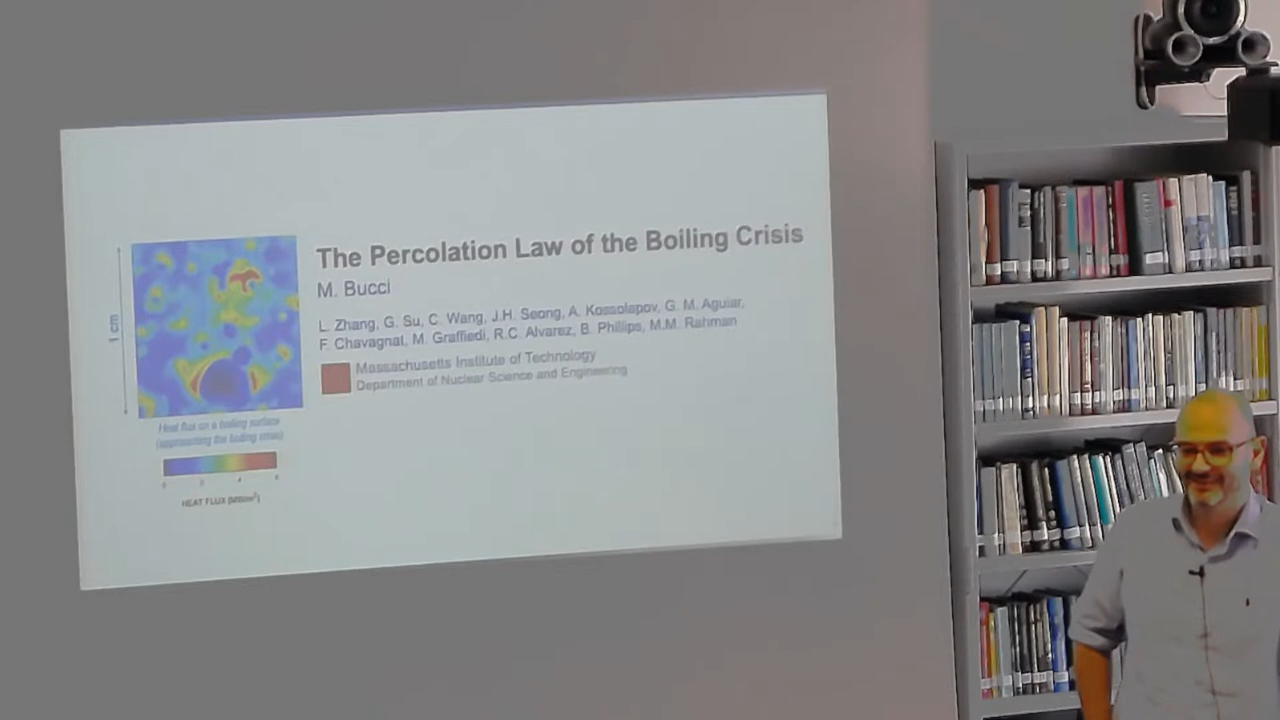 The Percolation Law of the Boiling Crisis
M. Bucci
L. Zhang, G. Su, C. Wang, J.H. Seong, A. Kossolapov, G. M. Aguiar,
F. Chavagnat, M. Graffiedi, R.C. Alvarez, B. Phillips, M.M. Rahman
Massachusetts Institute of Technology
Department of Nuclear Science and Engineering
1 cm
Heat flux on a boiling surface
(approaching the boiling crisis)
HEAT FLUX